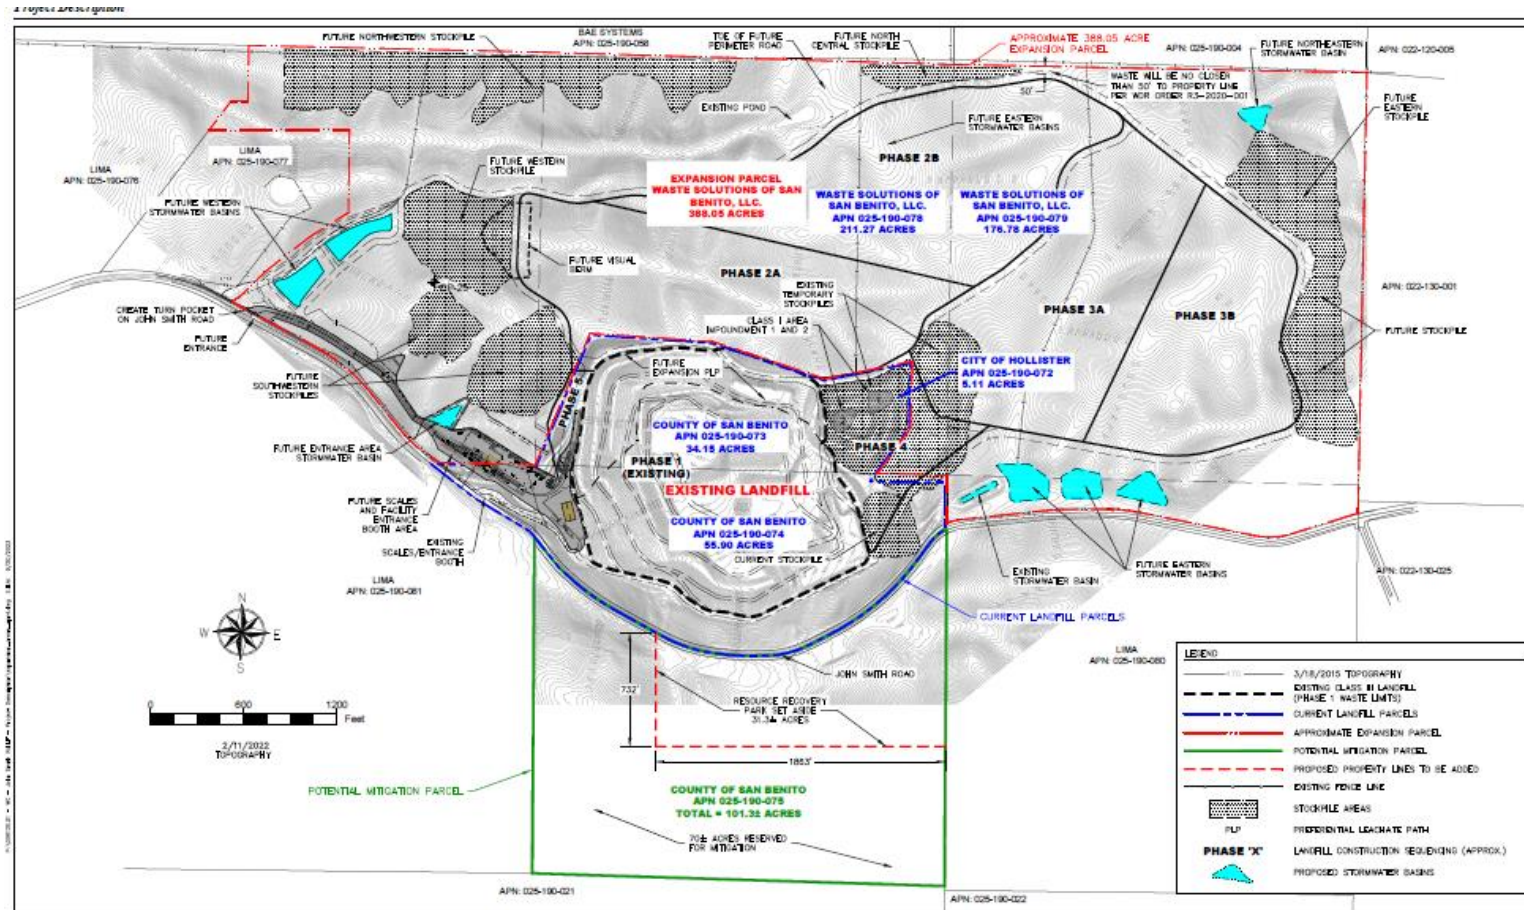 Project Description
FUTURE NORTHWESTERN STOCKPILE
BAE SYSTEMS
APN: 025-190-058
TOE OF FUTURE
PERIMETER ROAD
FUTURE NORTH
CENTRAL STOCKPILE
APPROXIMATE 388.05 ACRE
EXPANSION PARCEL
APN: 025-190-004
FUTURE NORTHEASTERN
STORMWATER BASIN
APN: 022-120-005
WASTE WILL BE NO CLOSER
THAN 50' TO PROPERTY LINE
PER WDR ORDER R3-2020-001
50'
EXISTING POND
FUTURE EASTERN
STORMWATER BASINS
FUTURE
EASTERN
STOCKPILE
LIMA
APN: 025-190-077
LIMA
APN: 025-190-076
FUTURE WESTERN
STOCKPILE
PHASE 2B
EXPANSION PARCEL
WASTE SOLUTIONS OF SAN
BENITO, LLC.
388.05 ACRES
WASTE SOLUTIONS OF
SAN BENITO, LLC.
APN 025-190-078
211.27 ACRES
WASTE SOLUTIONS OF
SAN BENITO, LLC.
APN 025-190-079
176.78 ACRES
FUTURE WESTERN
STORMWATER BASINS
FUTURE VISUAL
BERM
PHASE 2A
EXISTING
TEMPORARY
STOCKPILES
APN: 022-130-001
CREATE TURN POCKET
ON JOHN SMITH ROAD
FUTURE
ENTRANCE
CLASS I AREA
IMPOUNDMENT 1 AND 2
PHASE 3A
PHASE 3B
FUTURE STOCKPILE
FUTURE
SOUTHWESTERN
STOCKPILES
PHASE 5
FUTURE
EXPANSION PLP
CITY OF HOLLISTER
APN 025-190-072
5.11 ACRES
COUNTY OF SAN BENITO
APN 025-190-073
34.15 ACRES
PHASE 4
FUTURE ENTRANCE AREA
STORMWATER BASIN
PHASE 1
(EXISTING)
EXISTING LANDFILL
FUTURE SCALES
AND FACILITY
ENTRANCE
BOOTH AREA
COUNTY OF SAN BENITO
APN 025-190-074
55.90 ACRES
EXISTING
SCALES/ENTRANCE
BOOTH
CURRENT STOCKPILE
EXISTING
STORMWATER BASIN
FUTURE EASTERN
STORMWATER BASINS
APN: 022-130-025
LIMA
APN: 025-190-061
CURRENT LANDFILL PARCELS
N
W E
S
LIMA
APN: 025-190-080
JOHN SMITH ROAD
732'
RESOURCE RECOVERY
PARK SET ASIDE
31.3± ACRES
0 600 1200
Feet
2/11/2022
TOPOGRAPHY
1863'
POTENTIAL MITIGATION PARCEL
COUNTY OF SAN BENITO
APN 025-190-075
TOTAL = 101.3± ACRES
70± ACRES RESERVED
FOR MITIGATION
APN: 025-190-021
APN: 025-190-022
LEGEND
3/18/2015 TOPOGRAPHY
EXISTING CLASS III LANDFILL
(PHASE 1 WASTE LIMITS)
CURRENT LANDFILL PARCELS
APPROXIMATE EXPANSION PARCEL
POTENTIAL MITIGATION PARCEL
PROPOSED PROPERTY LINES TO BE ADDED
EXISTING FENCE LINE
STOCKPILE AREAS
PLP PREFERENTIAL LEACHATE PATH
PHASE 'X' LANDFILL CONSTRUCTION SEQUENCING (APPROX.)
PROPOSED STORMWATER BASINS